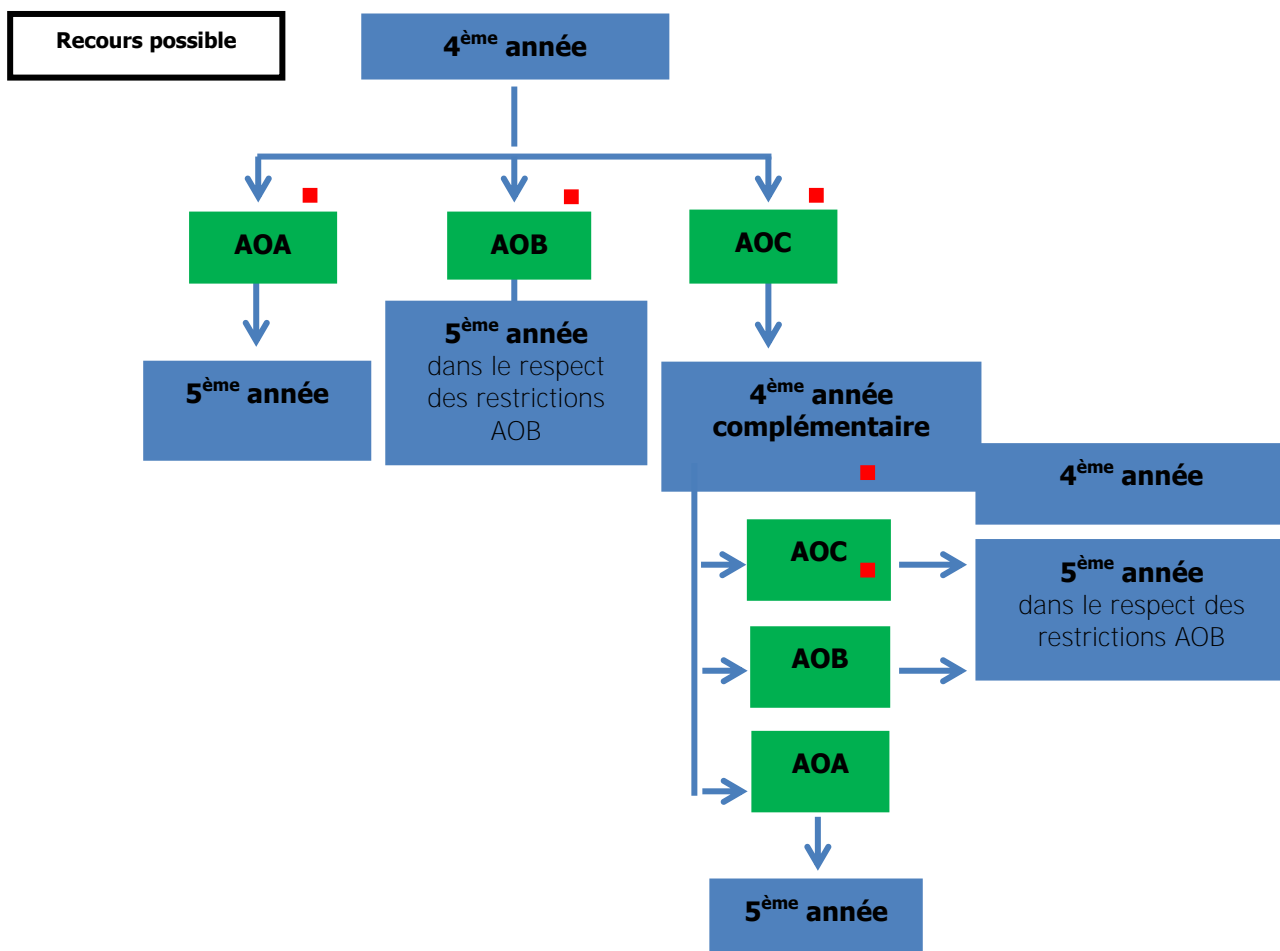 Recours possible
4ème année
AOA
AOB
AOC
5ème année
5ème année
dans le respect
des restrictions
AOB
4ème année
complémentaire
4ème année
AOC
5ème année
dans le respect des
restrictions AOB
AOB
AOA
5ème année